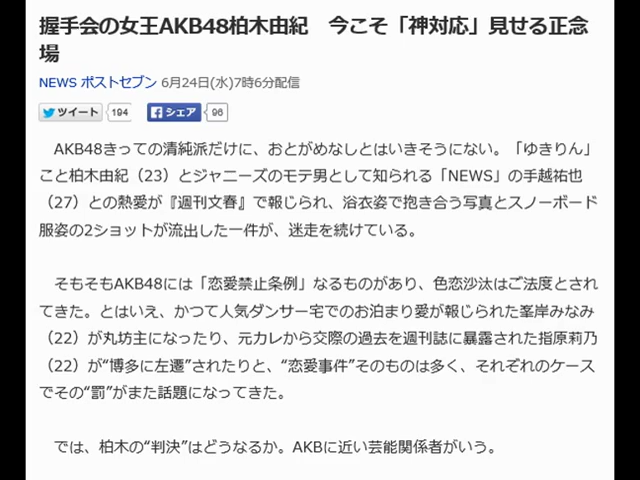 握手会の女王AKB48柏木由紀　今こそ「神対応」見せる正念
場
NEWS ポストセブン 6月24日(水)7時6分配信
ツイート 194 シェア 96
AKB48きっての清純派だけに、おとがめなしとはいきそうにない。「ゆきりん」
こと柏木由紀（23）とジャニーズのモテ男として知られる「NEWS」の手越祐也
（27）との熱愛が『週刊文春』で報じられ、浴衣姿で抱き合う写真とスノーボード
服姿の2ショットが流出した一件が、迷走を続けている。
そもそもAKB48には「恋愛禁止条例」なるものがあり、色恋沙汰はご法度とされ
てきた。とはいえ、かつて人気ダンサー宅でのお泊まり愛が報じられた峯岸みなみ
（22）が丸坊主になったり、元カレから交際の過去を週刊誌に暴露された指原莉乃
（22）が“博多に左遷”されたりと、“恋愛事件”そのものは多く、それぞれのケース
でその“罰”がまた話題になってきた。
では、柏木の“判決”はどうなるか。AKBに近い芸能関係者がいう。